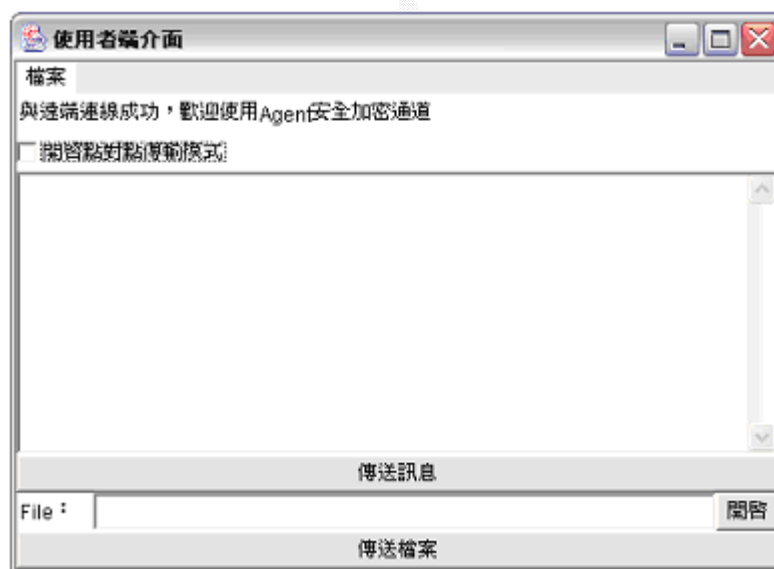 使用者端介面
檔案
與遠端連線成功，歡迎使用Agent安全加密通道
開啟點對點傳輸模式
傳送訊息
File： 開啟
傳送檔案